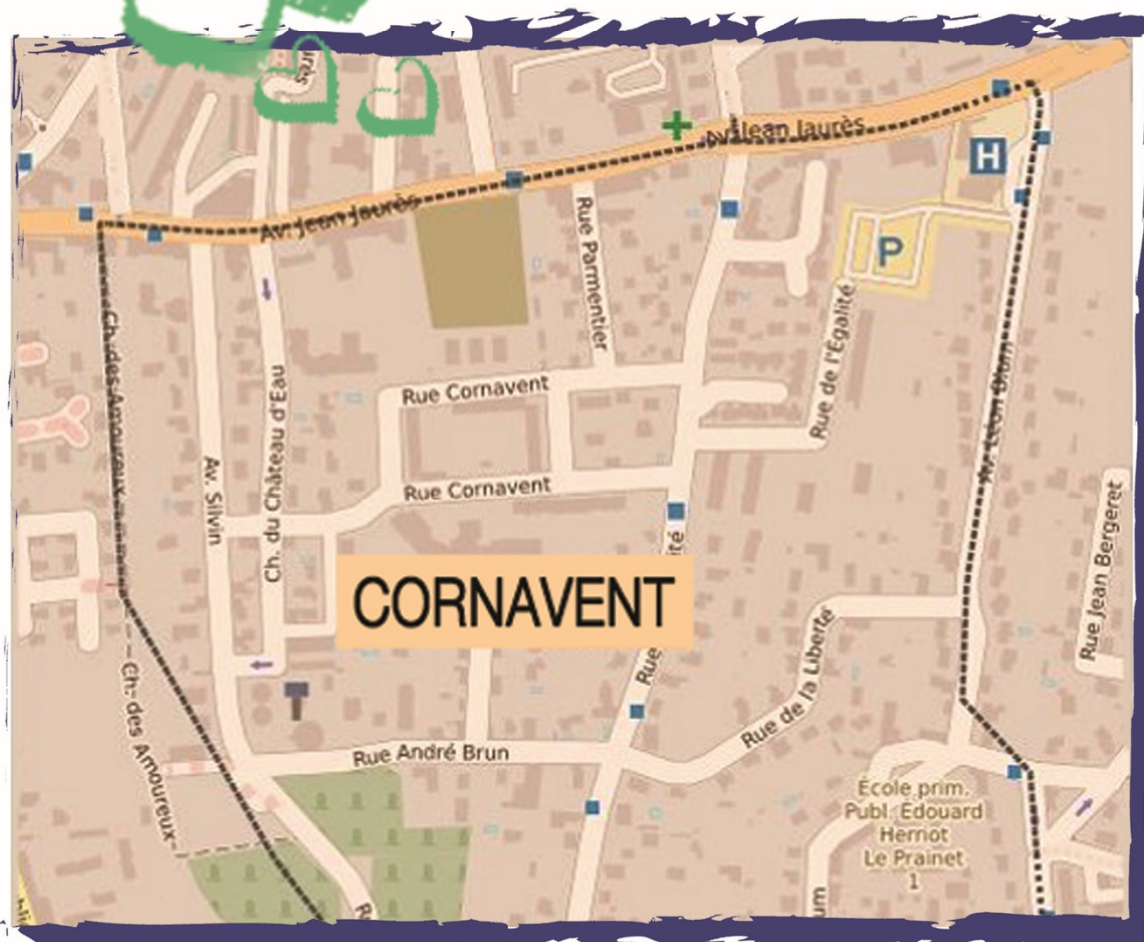 Av. Jean Jaurès
Av. Jean Jaurès
H
P
Rue Parmentier
Rue de l'Égalité
Ch. des Amoureux
Av. Léon Blum
Rue Cornavent
Av. Silvin
Ch. du Château d'Eau
Rue Cornavent
Rue Jean Bergeret
CORNAVENT
Rue
Ch. des Amoureux
Rue de la Liberté
Rue André Brun
École prim.
Publ. Édouard
Herriot
Le Prainet
1